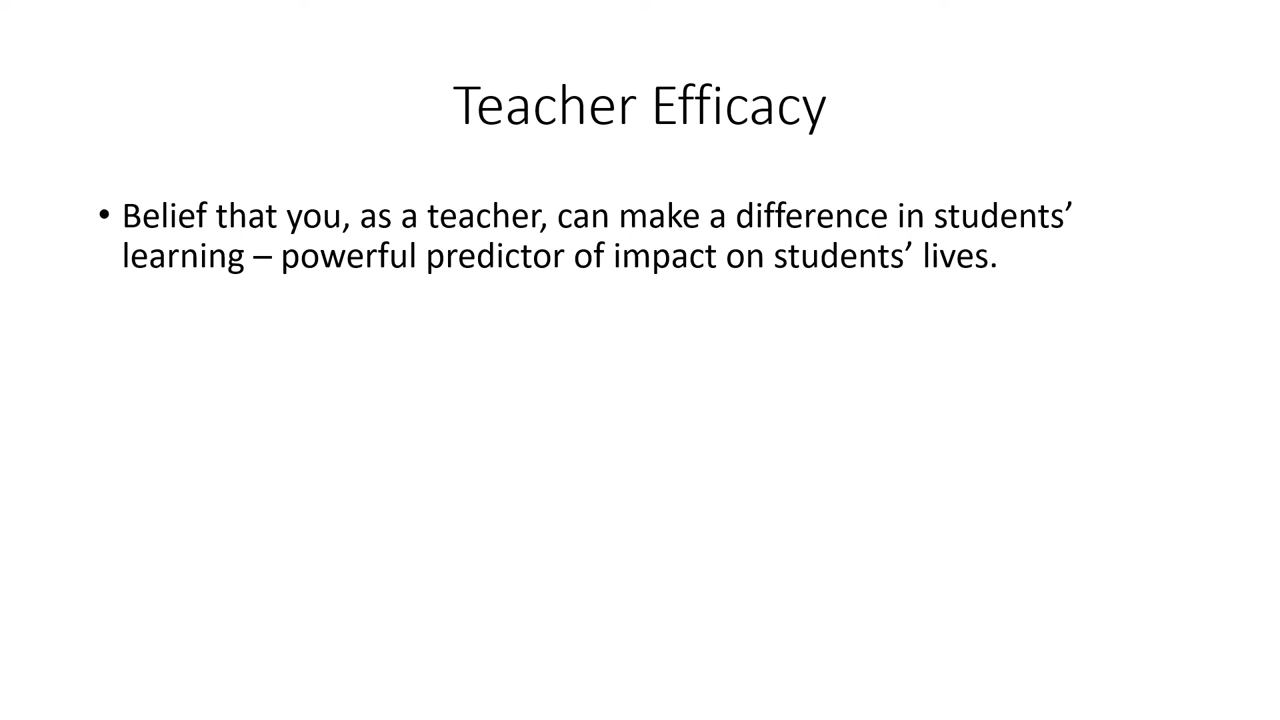 Teacher Efficacy
• Belief that you, as a teacher, can make a difference in students’
learning – powerful predictor of impact on students’ lives.